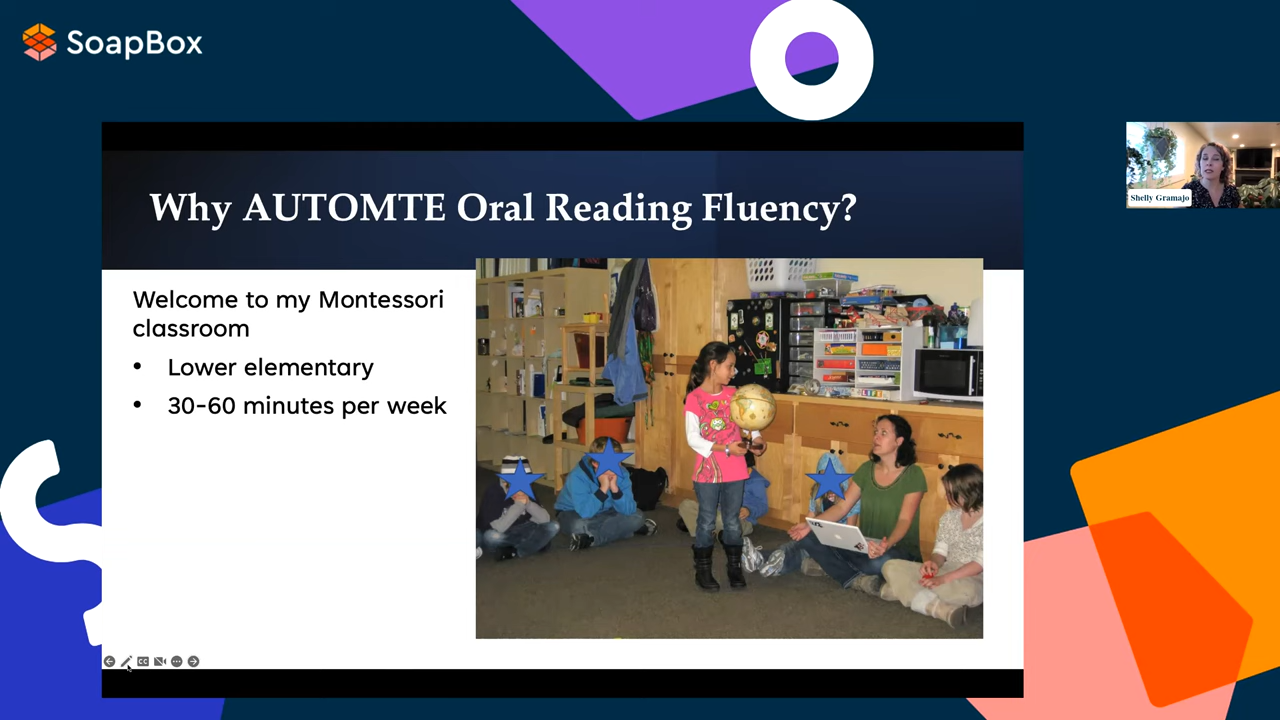 SoapBox
Why AUTOMTE Oral Reading Fluency?
Shelly Gramajo
Welcome to my Montessori
classroom
• Lower elementary
• 30-60 minutes per week
CC